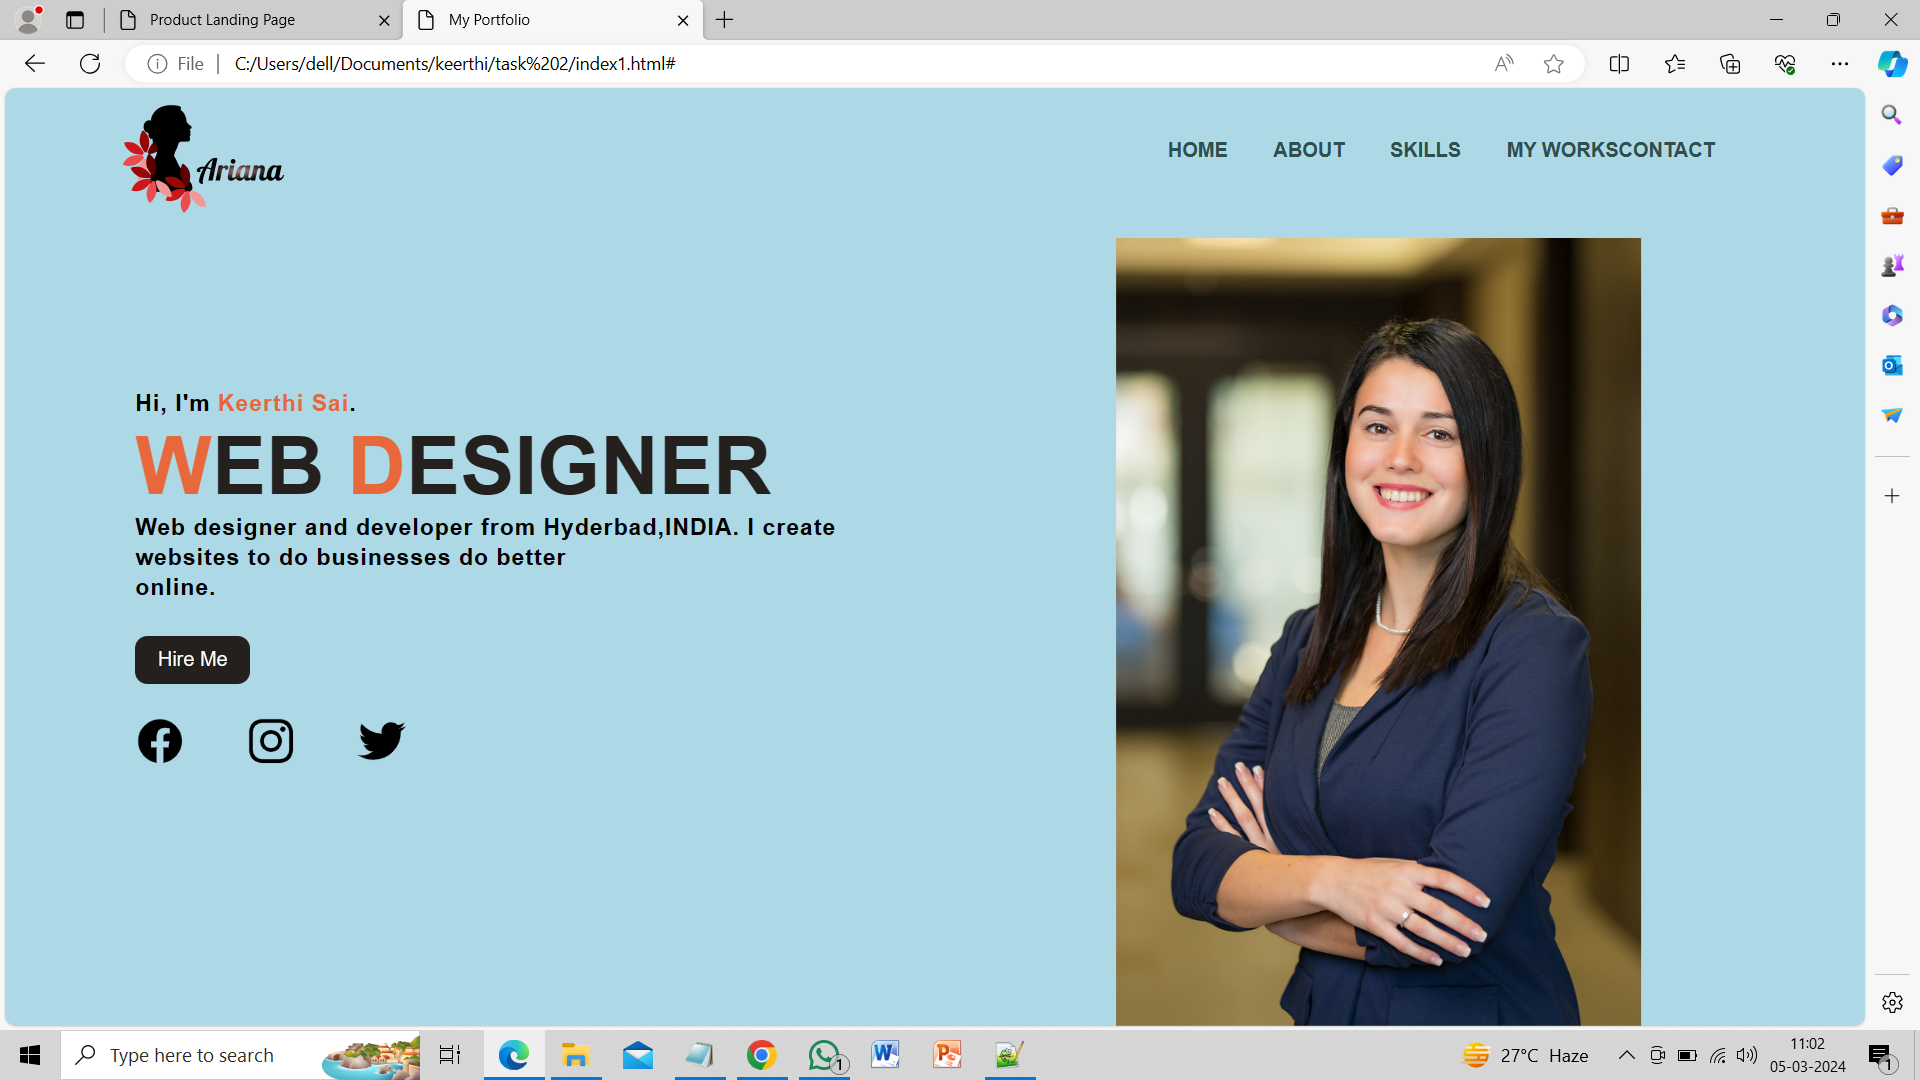 Product Landing Page
My Portfolio
File
C:/Users/dell/Documents/keerthi/task%202/index1.html#
Ariana
HOME ABOUT SKILLS MY WORKSCONTACT
Hi, I'm Keerthi Sai.
WEB DESIGNER
Web designer and developer from Hyderbad,INDIA. I create
websites to do businesses do better
online.
Hire Me
Type here to search
1
27°C Haze
11:02
05-03-2024
1